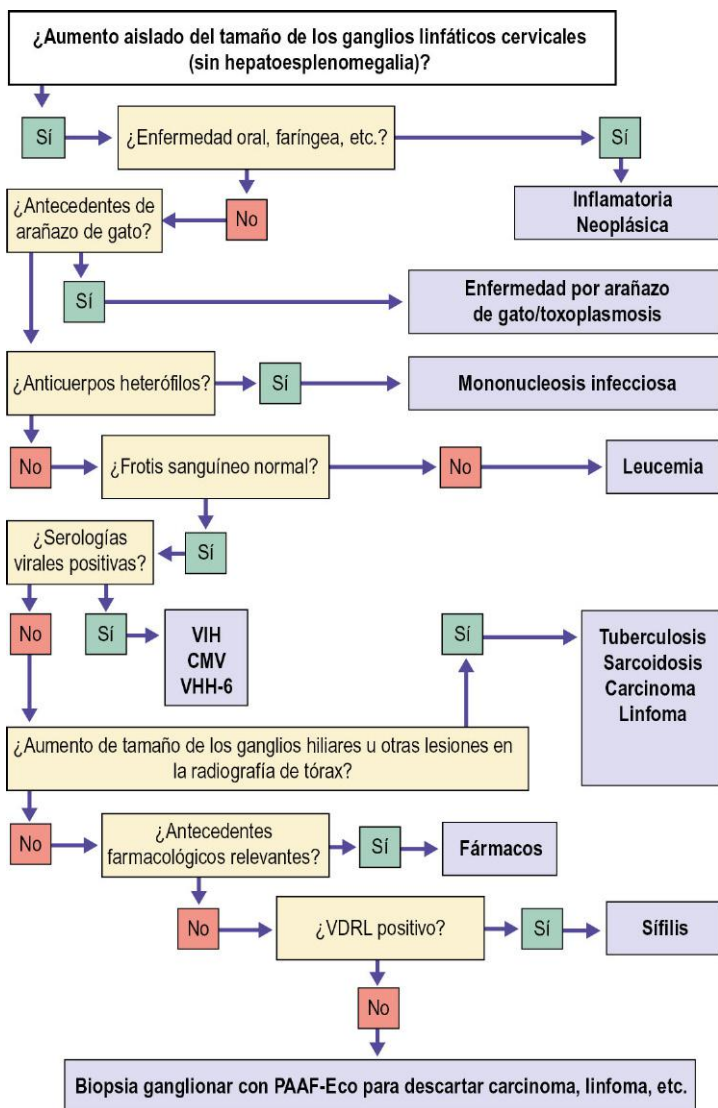 ¿Aumento aislado del tamaño de los ganglios linfáticos cervicales
(sin hepatoesplenomegalia)?
Sí
¿Enfermedad oral, faríngea, etc.?
Sí
Inflamatoria
Neoplásica
No
¿Antecedentes de
arañazo de gato?
Sí
Enfermedad por arañazo
de gato/toxoplasmosis
¿Anticuerpos heterófilos?
Sí
Mononucleosis infecciosa
No
¿Frotis sanguíneo normal?
No
Leucemia
Sí
¿Serologías
virales positivas?
No
Sí
VIH
CMV
VHH-6
Sí
Tuberculosis
Sarcoidosis
Carcinoma
Linfoma
¿Aumento de tamaño de los ganglios hiliares u otras lesiones en
la radiografía de tórax?
No
¿Antecedentes
farmacológicos relevantes?
Sí
Fármacos
No
¿VDRL positivo?
Sí
Sífilis
No
Biopsia ganglionar con PAAF-Eco para descartar carcinoma, linfoma, etc.